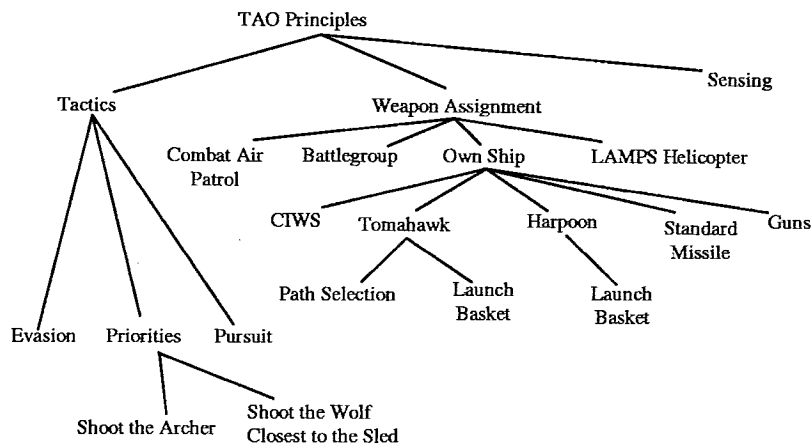 TAO Principles
Sensing
Tactics
Weapon Assignment
Combat Air
Patrol
Battlegroup
Own Ship
LAMPS Helicopter
CIWS
Tomahawk
Harpoon
Standard
Missile
Guns
Path Selection
Launch
Basket
Launch
Basket
Evasion
Priorities
Pursuit
Shoot the Archer
Shoot the Wolf
Closest to the Sled